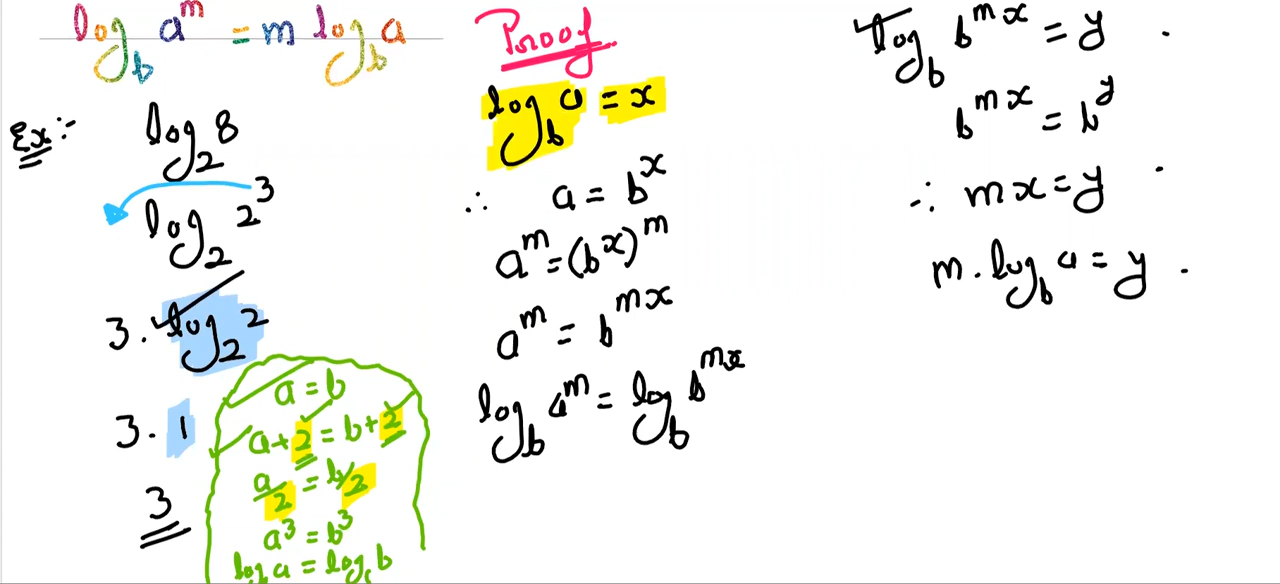 log_b a^m = m log_b a
Ex:-
log_2 8
log_2 2^3
3. log_2 2
3. 1
3
a = b
a+2 = b+2
a/2 = b/2
a^3 = b^3
log_c a = log_c b
Proof
log_b a = x
∴ a = b^x
a^m = (b^x)^m
a^m = b^{mx}
log_b a^m = log_b b^{mx}
log_b b^{mx} = y .
b^{mx} = b^y
∴ mx = y .
m. log_b a = y .